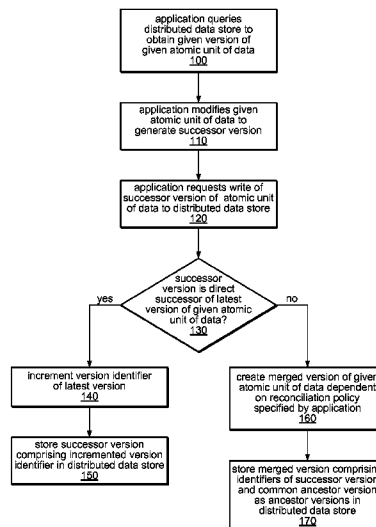 application queries
distributed data store to
obtain given version of
given atomic unit of data
100
application modifies given
atomic unit of data to
generate successor version
110
application requests write of
successor version of atomic unit
of data to distributed data store
120
successor
version is direct
successor of latest
version of given atomic
unit of data?
130
yes
no
increment version identifier
of latest version
140
store successor version
comprising incremented version
identifier in distributed data store
150
create merged version of given
atomic unit of data dependent
on reconciliation policy
specified by application
160
store merged version comprising
identifiers of successor version
and common ancestor version
as ancestor versions in
distributed data store
170